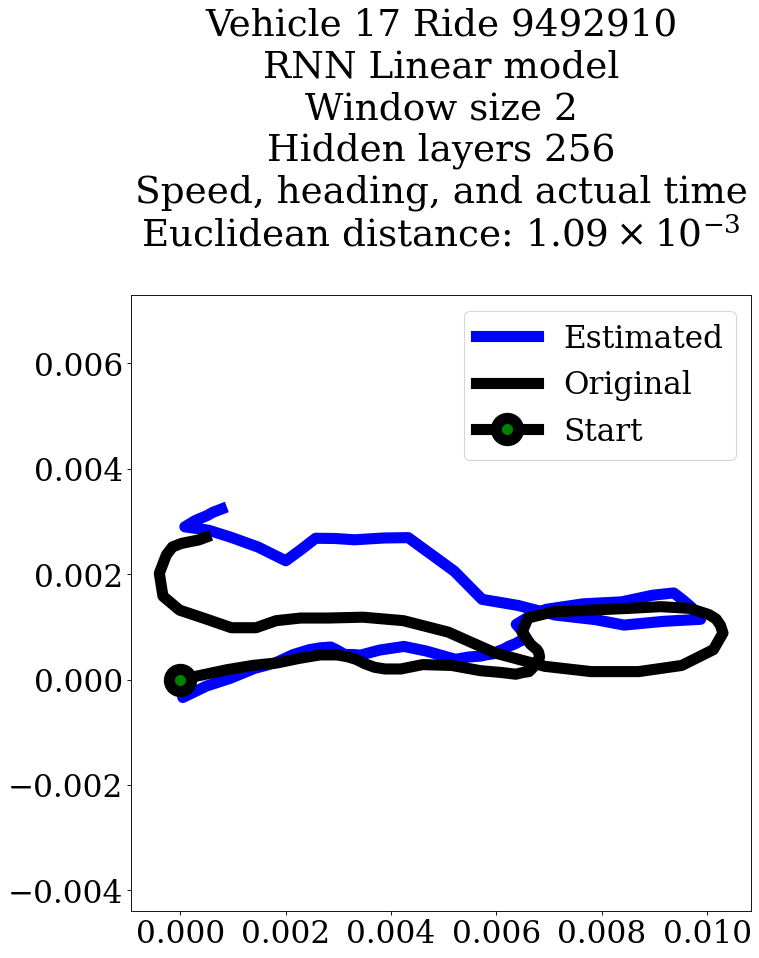 Vehicle 17 Ride 9492910
RNN Linear model
Window size 2
Hidden layers 256
Speed, heading, and actual time
Euclidean distance: 1.09 × 10⁻³
Estimated
Original
Start
0.006
0.004
0.002
0.000
−0.002
−0.004
0.000 0.002 0.004 0.006 0.008 0.010